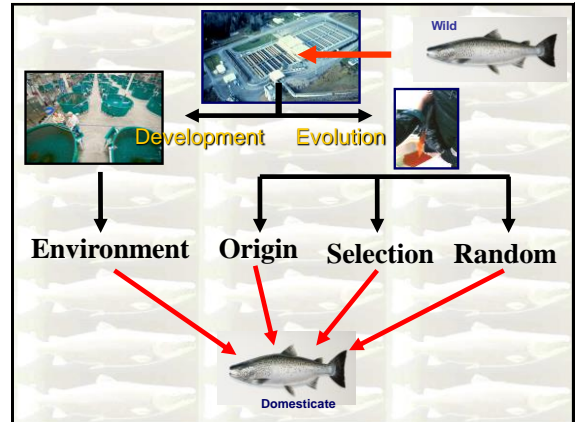 Wild
Development Evolution
Environment Origin Selection Random
Domesticate